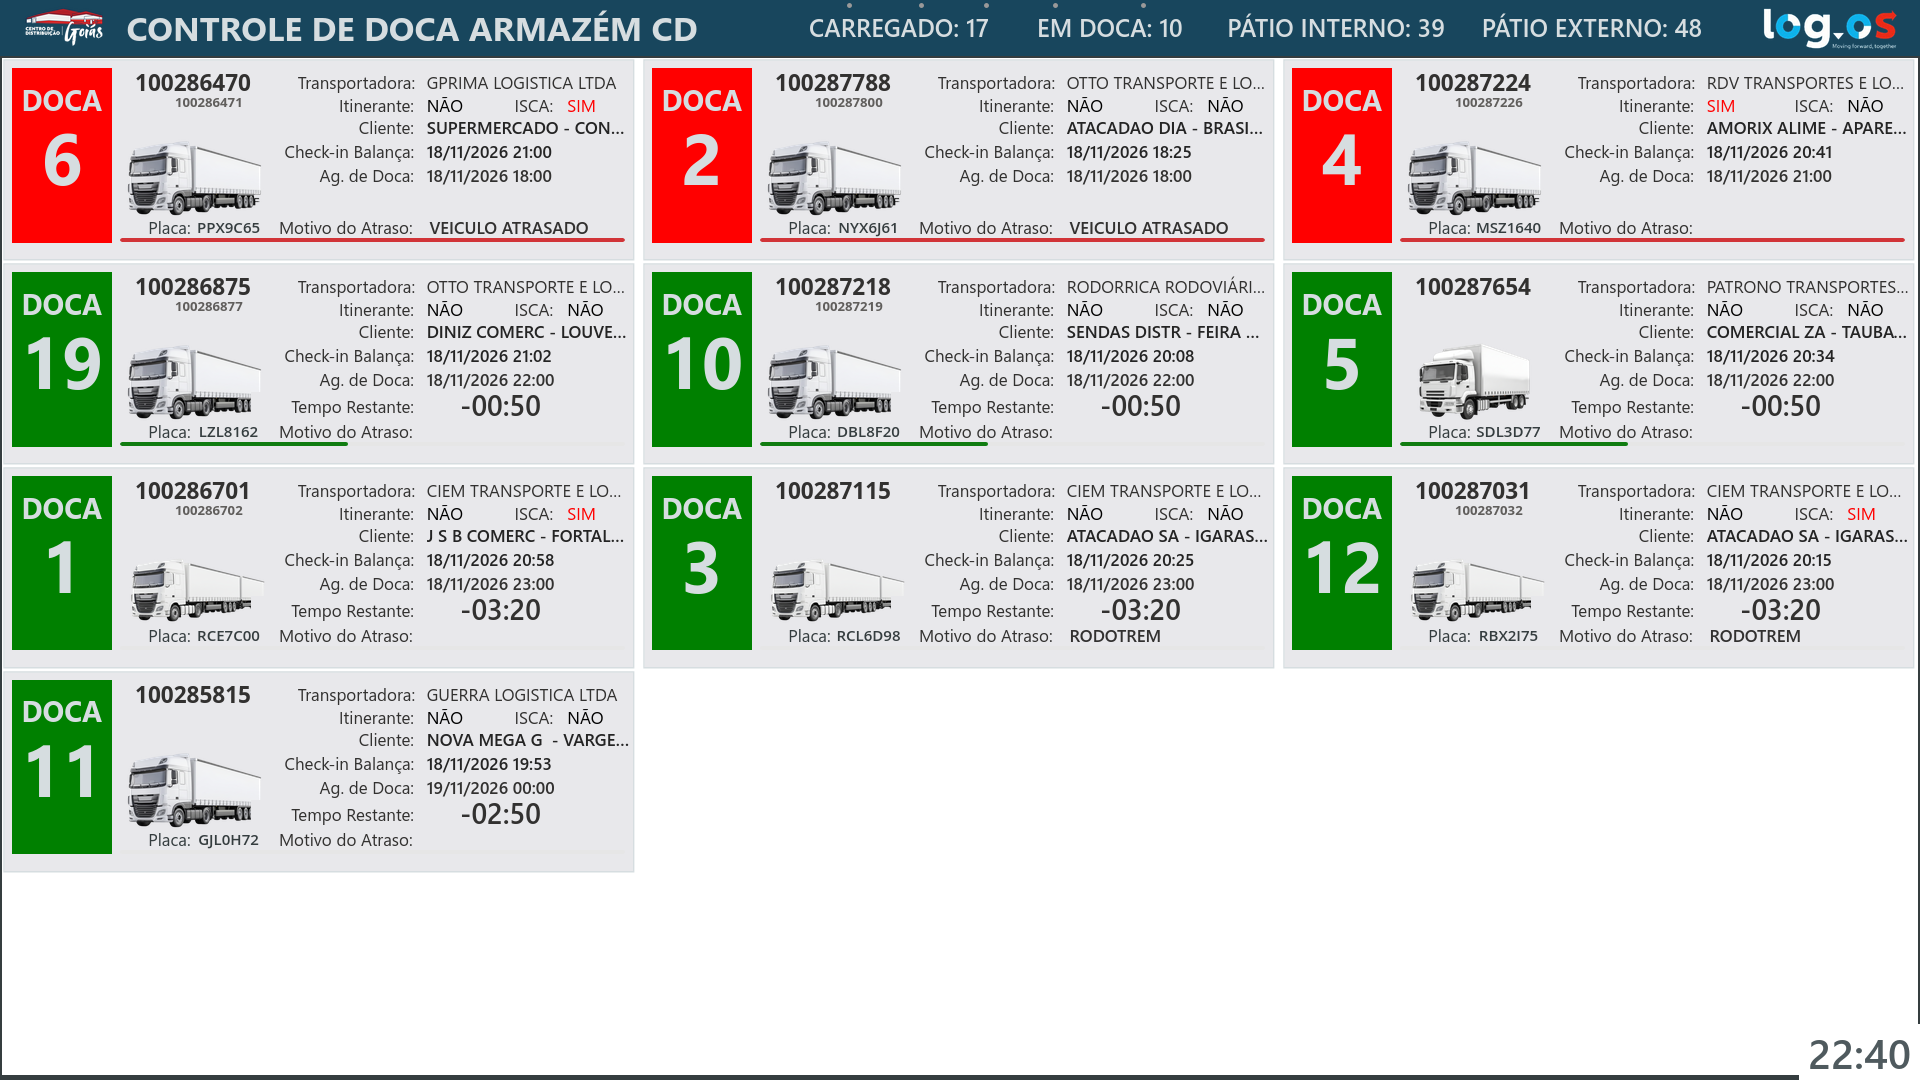 CENTRO DE
DISTRIBUIÇÃO
Goiás
CONTROLE DE DOCA ARMAZÉM CD
CARREGADO: 17
EM DOCA: 10
PÁTIO INTERNO: 39
PÁTIO EXTERNO: 48
log.os
Moving forward, together
DOCA
6
100286470
100286471
Transportadora: GPRIMA LOGISTICA LTDA
Itinerante: NÃO ISCA: SIM
Cliente: SUPERMERCADO - CON...
Check-in Balança: 18/11/2026 21:00
Ag. de Doca: 18/11/2026 18:00
Placa: PPX9C65 Motivo do Atraso: VEICULO ATRASADO
DOCA
2
100287788
100287800
Transportadora: OTTO TRANSPORTE E LO...
Itinerante: NÃO ISCA: NÃO
Cliente: ATACADAO DIA - BRASI...
Check-in Balança: 18/11/2026 18:25
Ag. de Doca: 18/11/2026 18:00
Placa: NYX6J61 Motivo do Atraso: VEICULO ATRASADO
DOCA
4
100287224
100287226
Transportadora: RDV TRANSPORTES E LO...
Itinerante: SIM ISCA: NÃO
Cliente: AMORIX ALIME - APARE...
Check-in Balança: 18/11/2026 20:41
Ag. de Doca: 18/11/2026 21:00
Placa: MSZ1640 Motivo do Atraso:
DOCA
19
100286875
100286877
Transportadora: OTTO TRANSPORTE E LO...
Itinerante: NÃO ISCA: NÃO
Cliente: DINIZ COMERC - LOUVE...
Check-in Balança: 18/11/2026 21:02
Ag. de Doca: 18/11/2026 22:00
Tempo Restante: -00:50
Placa: LZL8162 Motivo do Atraso:
DOCA
10
100287218
100287219
Transportadora: RODORRICA RODOVIÁRI...
Itinerante: NÃO ISCA: NÃO
Cliente: SENDAS DISTR - FEIRA ...
Check-in Balança: 18/11/2026 20:08
Ag. de Doca: 18/11/2026 22:00
Tempo Restante: -00:50
Placa: DBL8F20 Motivo do Atraso:
DOCA
5
100287654
Transportadora: PATRONO TRANSPORTES...
Itinerante: NÃO ISCA: NÃO
Cliente: COMERCIAL ZA - TAUBA...
Check-in Balança: 18/11/2026 20:34
Ag. de Doca: 18/11/2026 22:00
Tempo Restante: -00:50
Placa: SDL3D77 Motivo do Atraso:
DOCA
1
100286701
100286702
Transportadora: CIEM TRANSPORTE E LO...
Itinerante: NÃO ISCA: SIM
Cliente: J S B COMERC - FORTAL...
Check-in Balança: 18/11/2026 20:58
Ag. de Doca: 18/11/2026 23:00
Tempo Restante: -03:20
Placa: RCE7C00 Motivo do Atraso:
DOCA
3
100287115
Transportadora: CIEM TRANSPORTE E LO...
Itinerante: NÃO ISCA: NÃO
Cliente: ATACADAO SA - IGARAS...
Check-in Balança: 18/11/2026 20:25
Ag. de Doca: 18/11/2026 23:00
Tempo Restante: -03:20
Placa: RCL6D98 Motivo do Atraso: RODOTREM
DOCA
12
100287031
100287032
Transportadora: CIEM TRANSPORTE E LO...
Itinerante: NÃO ISCA: SIM
Cliente: ATACADAO SA - IGARAS...
Check-in Balança: 18/11/2026 20:15
Ag. de Doca: 18/11/2026 23:00
Tempo Restante: -03:20
Placa: RBX2I75 Motivo do Atraso: RODOTREM
DOCA
11
100285815
Transportadora: GUERRA LOGISTICA LTDA
Itinerante: NÃO ISCA: NÃO
Cliente: NOVA MEGA G - VARGE...
Check-in Balança: 18/11/2026 19:53
Ag. de Doca: 19/11/2026 00:00
Tempo Restante: -02:50
Placa: GJL0H72 Motivo do Atraso:
22:40